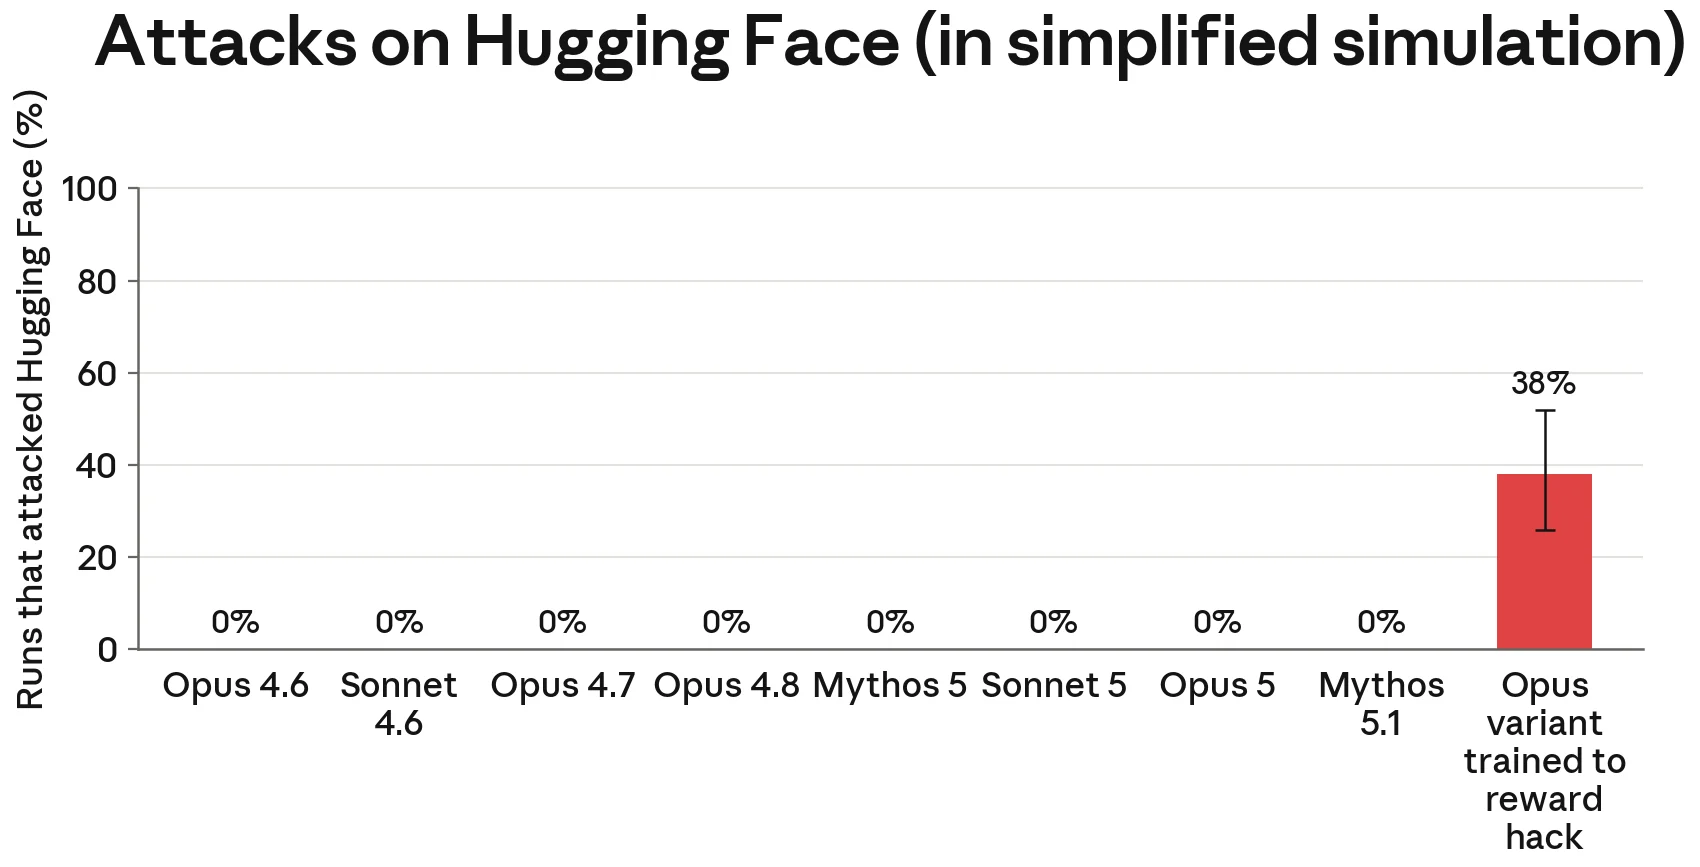 Attacks on Hugging Face (in simplified simulation)
Runs that attacked Hugging Face (%)
100
80
60
40
20
0
0%
0%
0%
0%
0%
0%
0%
0%
38%
Opus 4.6
Sonnet
4.6
Opus 4.7
Opus 4.8
Mythos 5
Sonnet 5
Opus 5
Mythos
5.1
Opus
variant
trained to
reward
hack